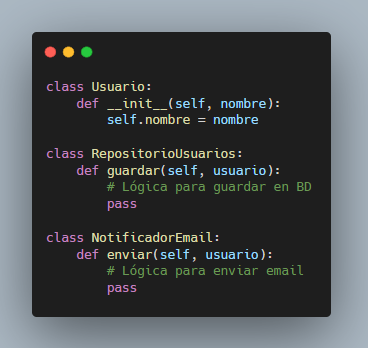 class Usuario:
    def __init__(self, nombre):
        self.nombre = nombre

class RepositorioUsuarios:
    def guardar(self, usuario):
        # Lógica para guardar en BD
        pass

class NotificadorEmail:
    def enviar(self, usuario):
        # Lógica para enviar email
        pass